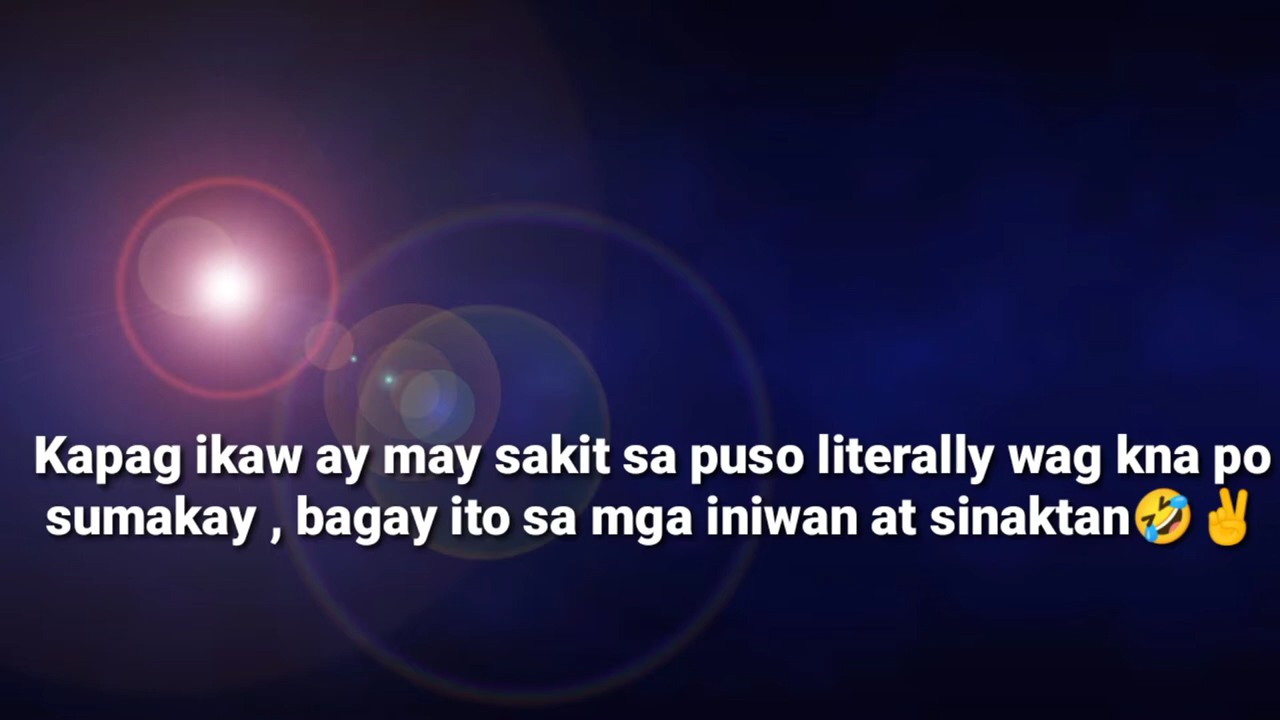 Kapag ikaw ay may sakit sa puso literally wag kna po
sumakay , bagay ito sa mga iniwan at sinaktan🤣✌️